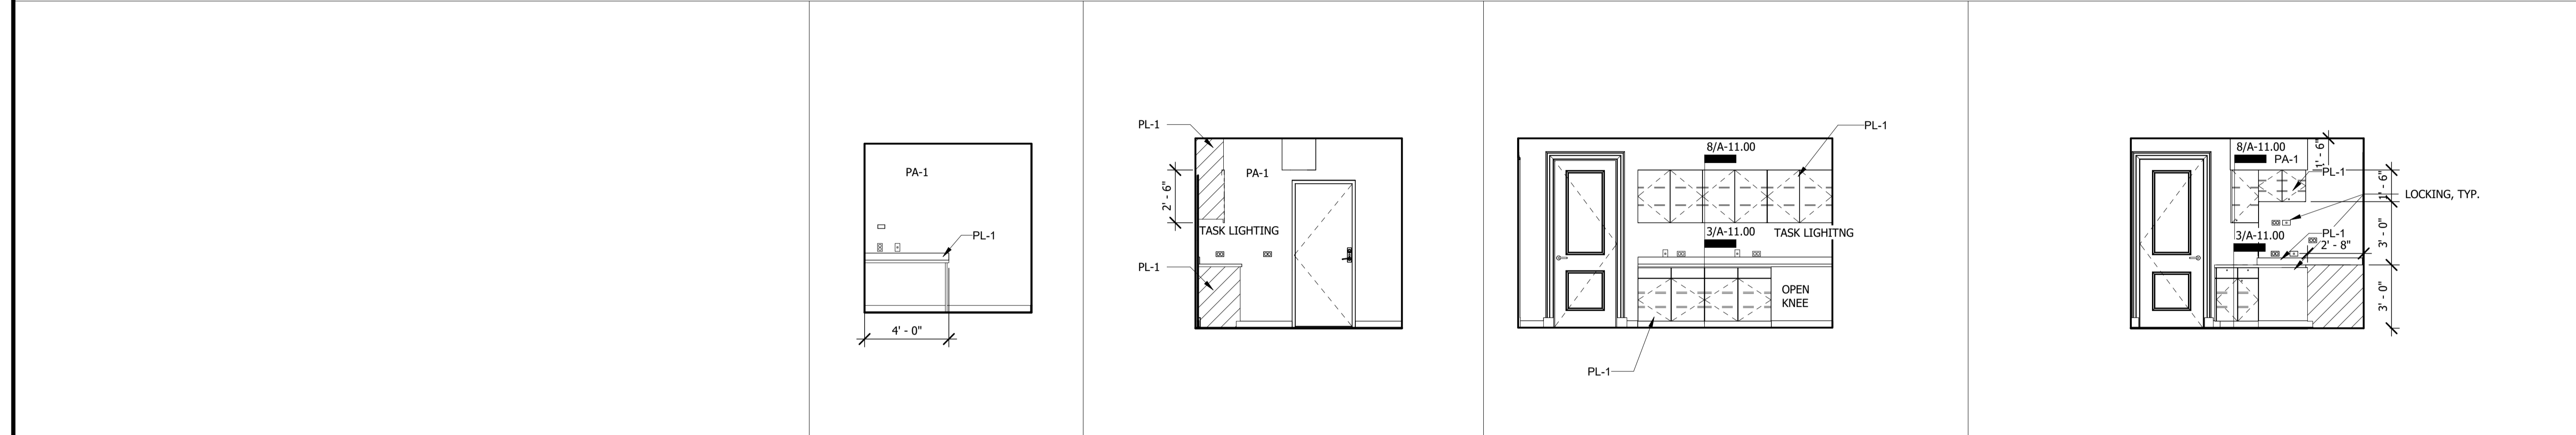 PA-1
PL-1
4' - 0"
PL-1
2' - 6"
PA-1
TASK LIGHTING
PL-1
PL-1
8/A-11.00
3/A-11.00
TASK LIGHITNG
OPEN
KNEE
PL-1
8/A-11.00
PA-1
1' - 6"
PL-1
1' - 6"
LOCKING, TYP.
3/A-11.00
PL-1
2' - 8"
3' - 0"
3' - 0"